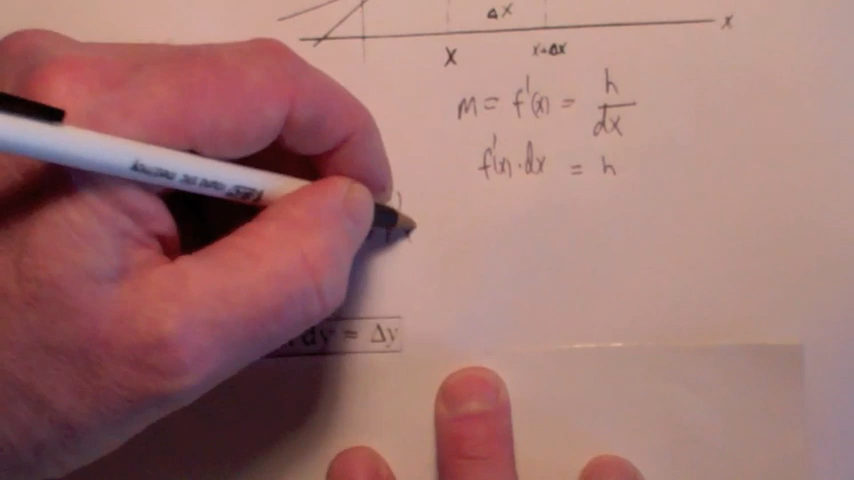 Δx
x
x x+Δx
m = f'(x) = h/dx
f'(x)·dx = h
dy ≈ Δy